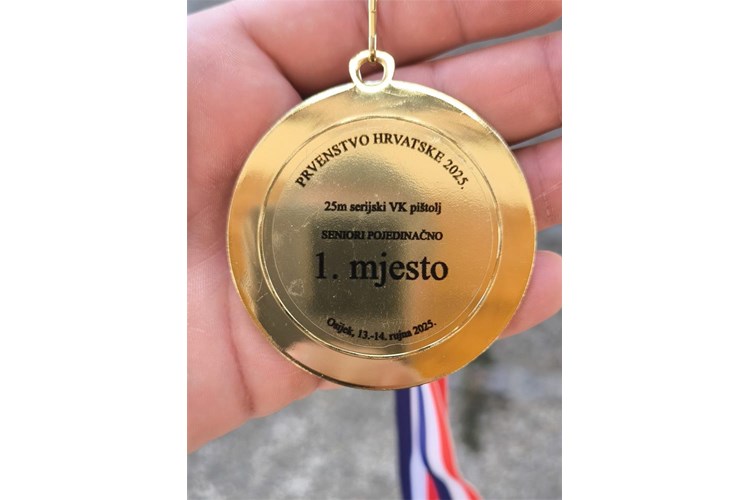 PRVENSTVO HRVATSKE 2025.
25m serijski VK pištolj
SENIORI POJEDINAČNO
1. mjesto
Osijek, 13.-14. rujna 2025.